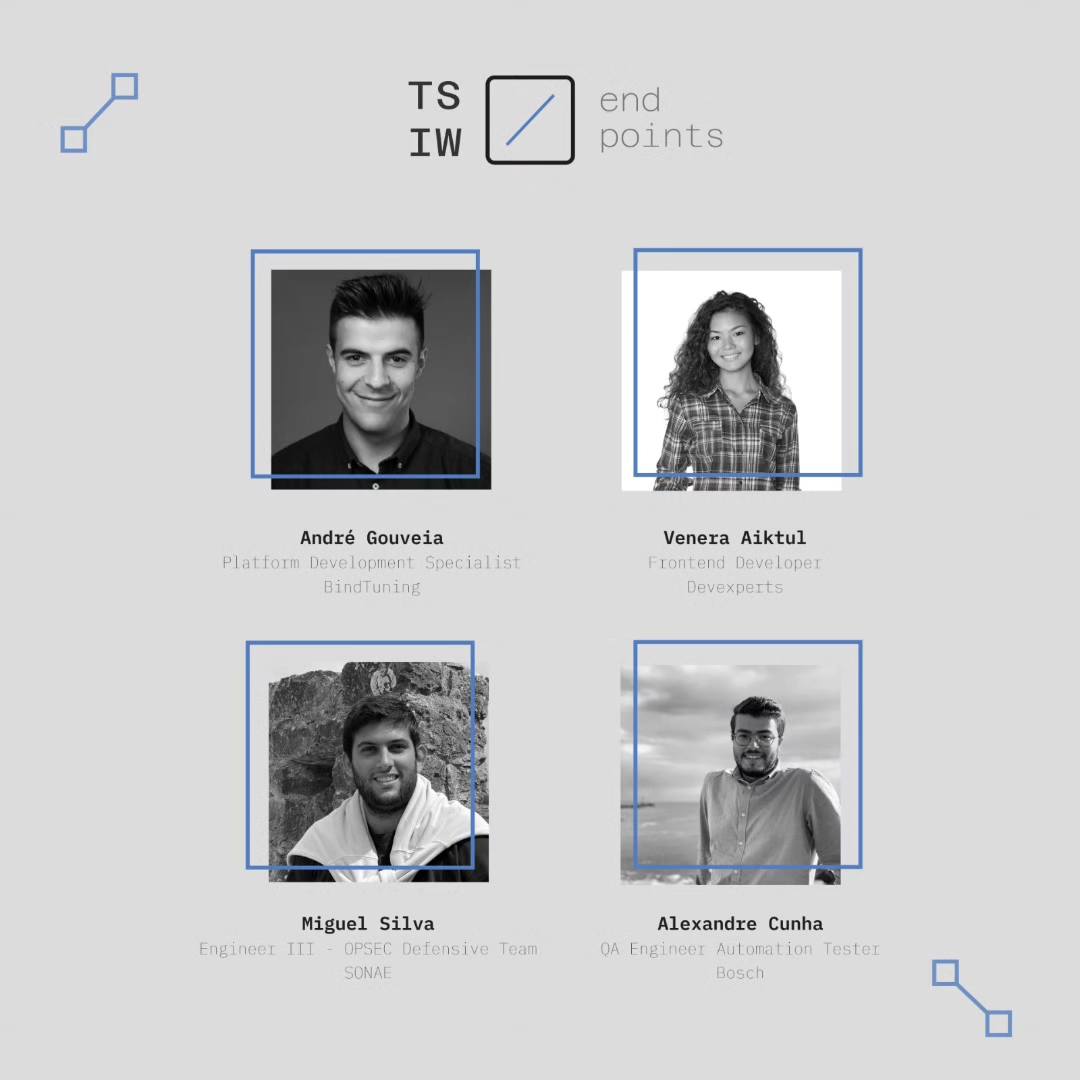 TS
IW
end
points
André Gouveia
Platform Development Specialist
BindTuning
Venera Aiktul
Frontend Developer
Devexperts
Miguel Silva
Engineer III - OPSEC Defensive Team
SONAE
Alexandre Cunha
QA Engineer Automation Tester
Bosch